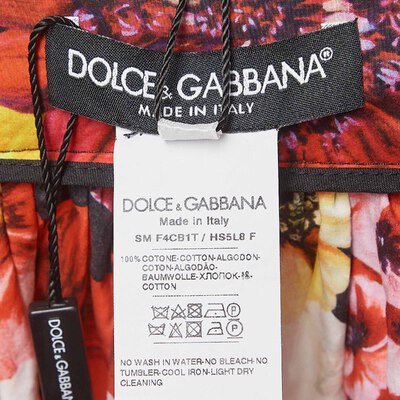 DOLCE & GABBANA®
MADE IN ITALY
DOLCE & GABBANA
Made in Italy
SM F4CB1T / HS5L8 F
100% COTONE-COTTON-ALGODON-
COTON-ALGODÃO-
BAUMWOLLE-ХЛОПОК-棉-
COTTON
NO WASH IN WATER-NO BLEACH-NO
TUMBLER-COOL IRON-LIGHT DRY
CLEANING
DOLCE & GABBANA